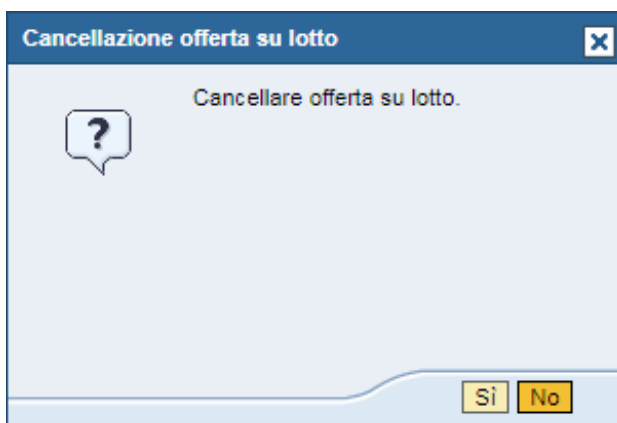 Cancellazione offerta su lotto
Cancellare offerta su lotto.
?
Sì No